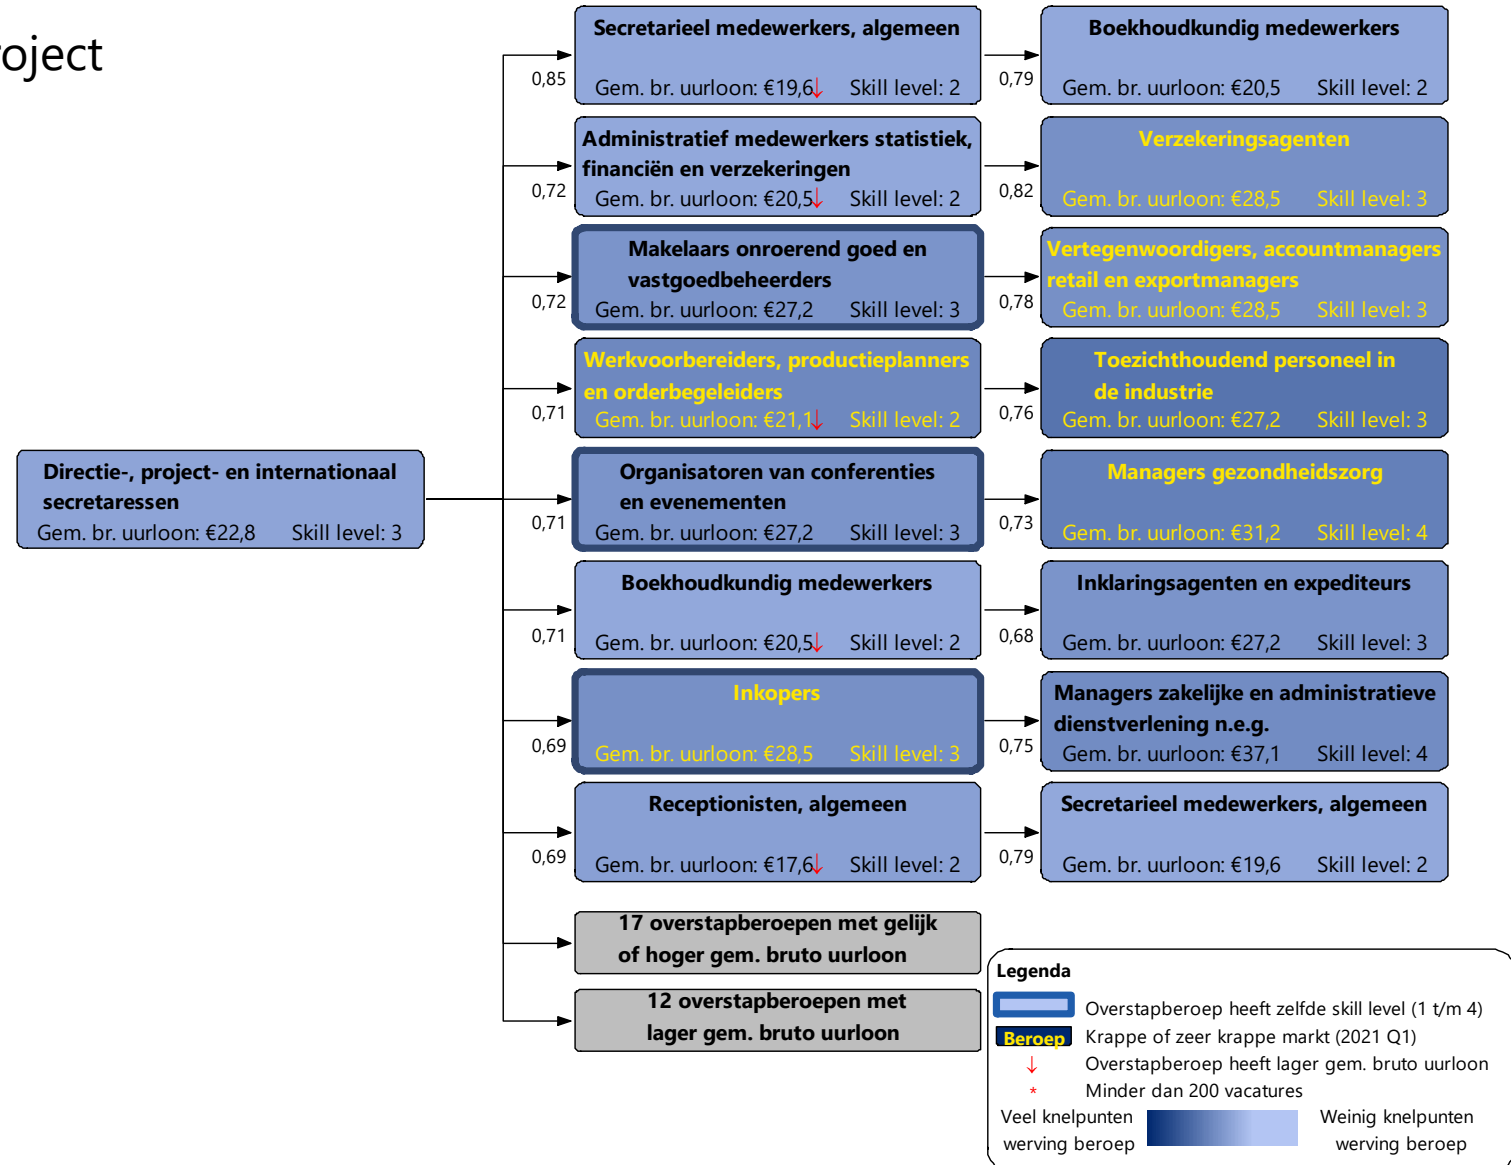 oject
Secretarieel medewerkers, algemeen
0,85 Gem. br. uurloon: €19,6↓ Skill level: 2
Boekhoudkundig medewerkers
0,79 Gem. br. uurloon: €20,5 Skill level: 2
Administratief medewerkers statistiek,
financiën en verzekeringen
0,72 Gem. br. uurloon: €20,5↓ Skill level: 2
Verzekeringsagenten
0,82 Gem. br. uurloon: €28,5 Skill level: 3
Makelaars onroerend goed en
vastgoedbeheerders
0,72 Gem. br. uurloon: €27,2 Skill level: 3
Vertegenwoordigers, accountmanagers
retail en exportmanagers
0,78 Gem. br. uurloon: €28,5 Skill level: 3
Werkvoorbereiders, productieplanners
en orderbegeleiders
0,71 Gem. br. uurloon: €21,1↓ Skill level: 2
Toezichthoudend personeel in
de industrie
0,76 Gem. br. uurloon: €27,2 Skill level: 3
Directie-, project- en internationaal
secretaressen
Gem. br. uurloon: €22,8 Skill level: 3
Organisatoren van conferenties
en evenementen
0,71 Gem. br. uurloon: €27,2 Skill level: 3
Managers gezondheidszorg
0,73 Gem. br. uurloon: €31,2 Skill level: 4
Boekhoudkundig medewerkers
0,71 Gem. br. uurloon: €20,5↓ Skill level: 2
Inklaringsagenten en expediteurs
0,68 Gem. br. uurloon: €27,2 Skill level: 3
Inkopers
0,69 Gem. br. uurloon: €28,5 Skill level: 3
Managers zakelijke en administratieve
dienstverlening n.e.g.
0,75 Gem. br. uurloon: €37,1 Skill level: 4
Receptionisten, algemeen
0,69 Gem. br. uurloon: €17,6↓ Skill level: 2
Secretarieel medewerkers, algemeen
0,79 Gem. br. uurloon: €19,6 Skill level: 2
17 overstapberoepen met gelijk
of hoger gem. bruto uurloon
12 overstapberoepen met
lager gem. bruto uurloon
Legenda
Overstapberoep heeft zelfde skill level (1 t/m 4)
Beroep Krappe of zeer krappe markt (2021 Q1)
↓ Overstapberoep heeft lager gem. bruto uurloon
* Minder dan 200 vacatures
Veel knelpunten Weinig knelpunten
werving beroep werving beroep